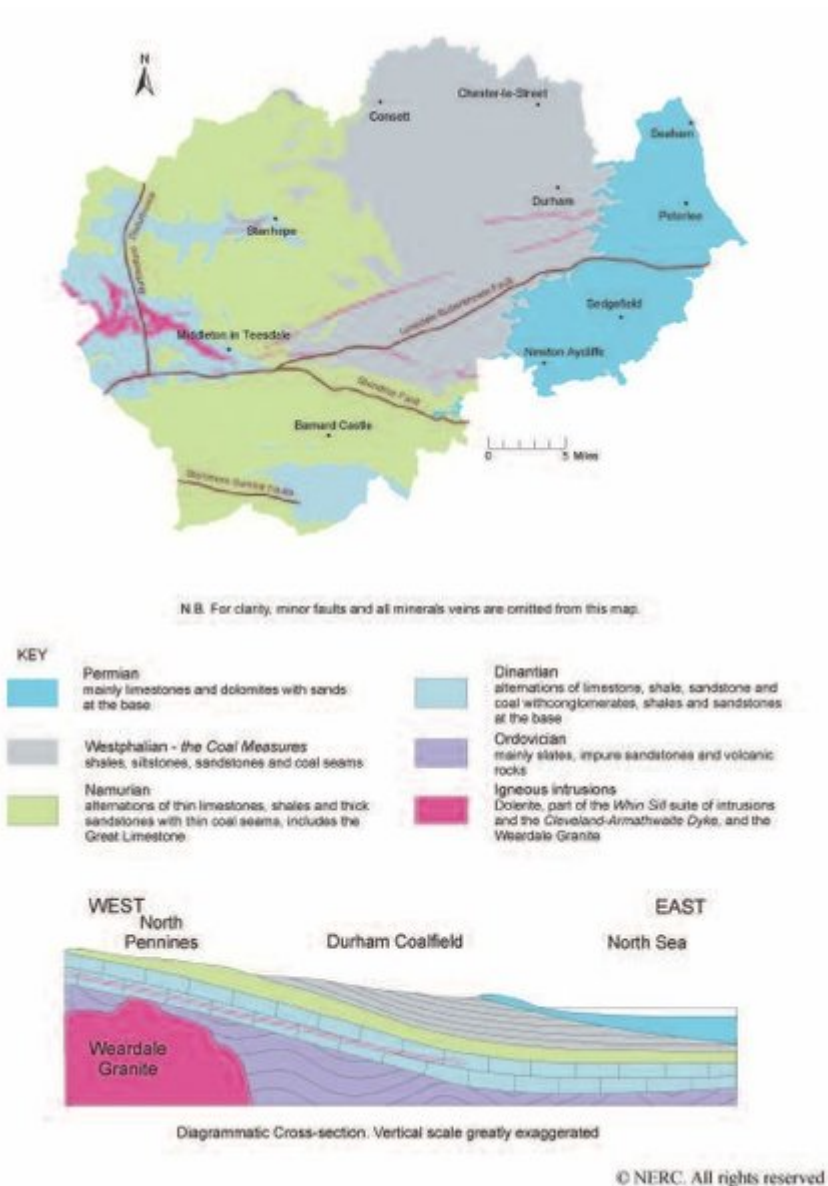 N
Consett
Chester-le-Street
Seaham
Durham
Peterlee
Stanhope
Burtreeford Disturbance
Sedgefield
Middleton in Teesdale
Newton Aycliffe
Fault
Barnard Castle
Faults
0 5 Miles
N.B. For clarity, minor faults and all minerals veins are omitted from this map.
KEY
Permian
mainly limestones and dolomites with sands
at the base
Westphalian - the Coal Measures
shales, siltstones, sandstones and coal seams
Namurian
alternations of thin limestones, shales and thick
sandstones with thin coal seams, includes the
Great Limestone
Dinantian
alternations of limestone, shale, sandstone and
coal withconglomerates, shales and sandstones
at the base
Ordovician
mainly slates, impure sandstones and volcanic
rocks
Igneous intrusions
Dolerite, part of the Whin Sill suite of intrusions
and the Cleveland-Armathwaite Dyke, and the
Weardale Granite
WEST
EAST
North
Pennines
Durham Coalfield
North Sea
Weardale
Granite
Diagrammatic Cross-section. Vertical scale greatly exaggerated
© NERC. All rights reserved